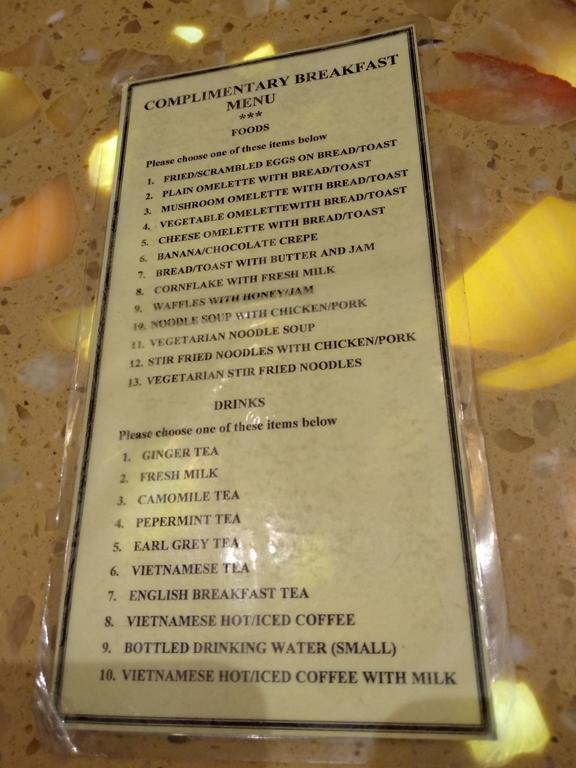 COMPLIMENTARY BREAKFAST
MENU
***
FOODS
Please choose one of these items below
1. FRIED/SCRAMBLED EGGS ON BREAD/TOAST
2. PLAIN OMELETTE WITH BREAD/TOAST
3. MUSHROOM OMELETTE WITH BREAD/TOAST
4. VEGETABLE OMELETTEWITH BREAD/TOAST
5. CHEESE OMELETTE WITH BREAD/TOAST
6. BANANA/CHOCOLATE CREPE
7. BREAD/TOAST WITH BUTTER AND JAM
8. CORNFLAKE WITH FRESH MILK
9. WAFFLES WITH HONEY/JAM
10. NOODLE SOUP WITH CHICKEN/PORK
11. VEGETARIAN NOODLE SOUP
12. STIR FRIED NOODLES WITH CHICKEN/PORK
13. VEGETARIAN STIR FRIED NOODLES
DRINKS
Please choose one of these items below
1. GINGER TEA
2. FRESH MILK
3. CAMOMILE TEA
4. PEPERMINT TEA
5. EARL GREY TEA
6. VIETNAMESE TEA
7. ENGLISH BREAKFAST TEA
8. VIETNAMESE HOT/ICED COFFEE
9. BOTTLED DRINKING WATER (SMALL)
10. VIETNAMESE HOT/ICED COFFEE WITH MILK